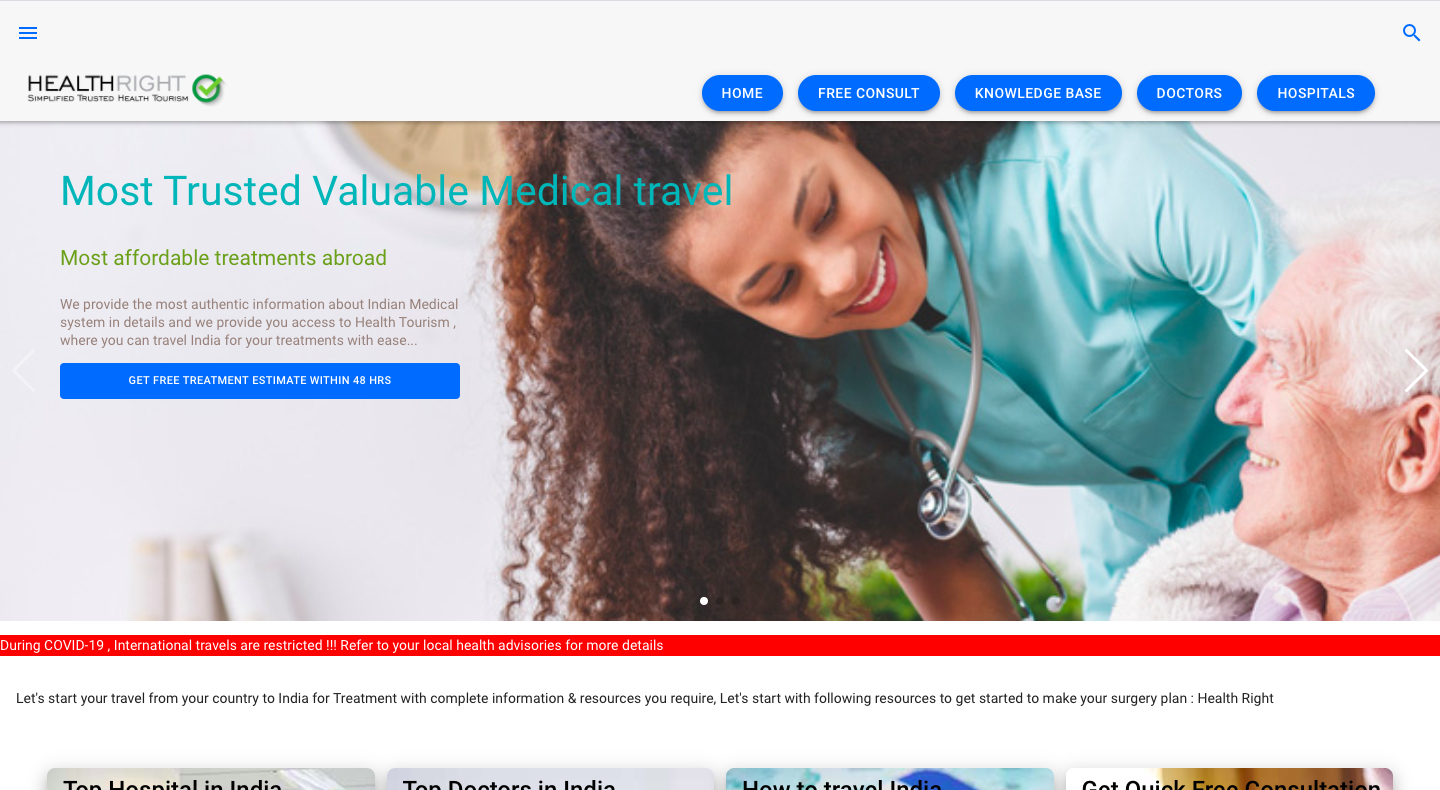 HEALTHRIGHT
SIMPLIFIED TRUSTED HEALTH TOURISM
HOME
FREE CONSULT
KNOWLEDGE BASE
DOCTORS
HOSPITALS
Most Trusted Valuable Medical travel
Most affordable treatments abroad
We provide the most authentic information about Indian Medical
system in details and we provide you access to Health Tourism ,
where you can travel India for your treatments with ease...
GET FREE TREATMENT ESTIMATE WITHIN 48 HRS
During COVID-19 , International travels are restricted !!! Refer to your local health advisories for more details
Let's start your travel from your country to India for Treatment with complete information & resources you require, Let's start with following resources to get started to make your surgery plan : Health Right
Top Hospital in India
Top Doctors in India
How to travel India
Get Quick Free Consultation